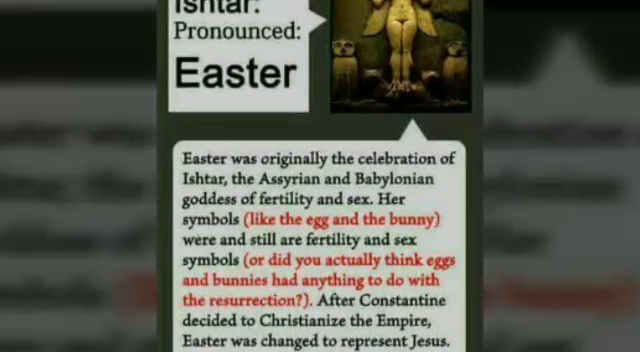 Ishtar:
Pronounced:
Easter
Easter was originally the celebration of
Ishtar, the Assyrian and Babylonian
goddess of fertility and sex. Her
symbols (like the egg and the bunny)
were and still are fertility and sex
symbols (or did you actually think eggs
and bunnies had anything to do with
the resurrection?). After Constantine
decided to Christianize the Empire,
Easter was changed to represent Jesus.